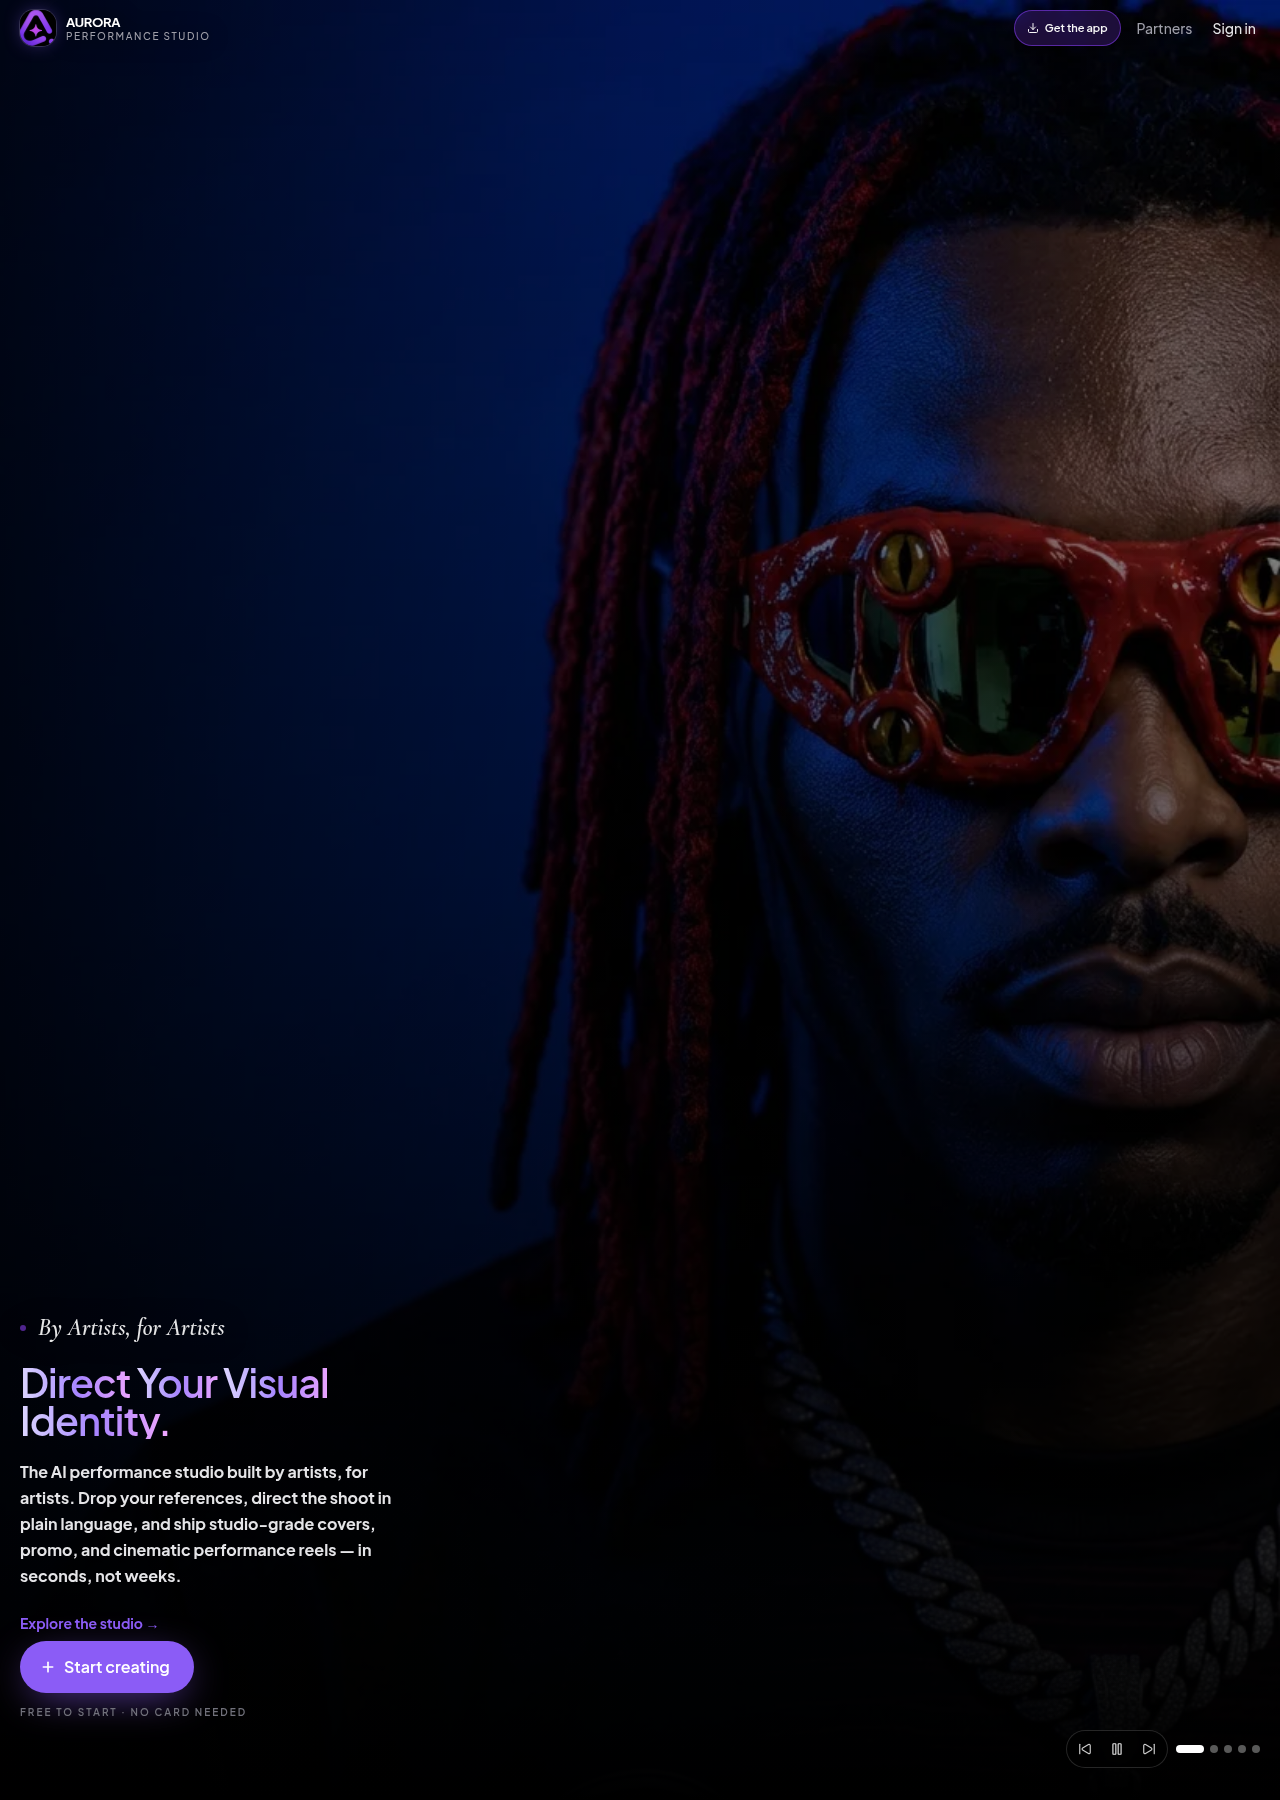 AURORA
PERFORMANCE STUDIO
Get the app
Partners
Sign in
By Artists, for Artists
Direct Your Visual
Identity.
The AI performance studio built by artists, for
artists. Drop your references, direct the shoot in
plain language, and ship studio-grade covers,
promo, and cinematic performance reels — in
seconds, not weeks.
Explore the studio →
+ Start creating
FREE TO START · NO CARD NEEDED